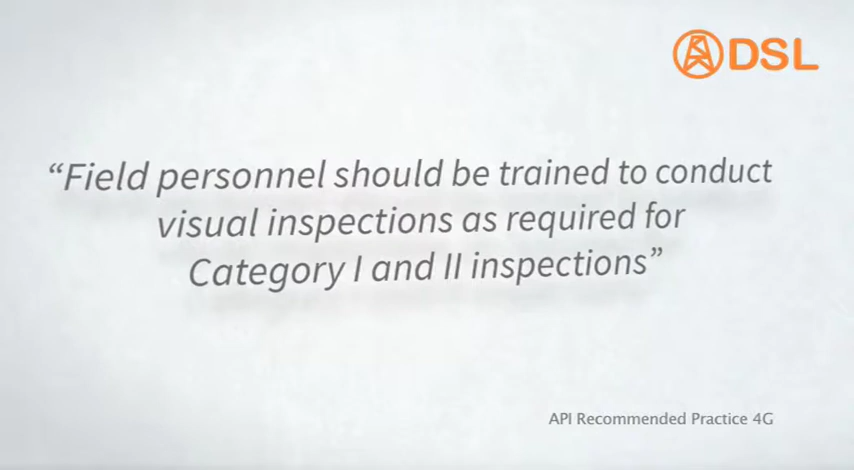 DSL
“Field personnel should be trained to conduct
visual inspections as required for
Category I and II inspections”
API Recommended Practice 4G